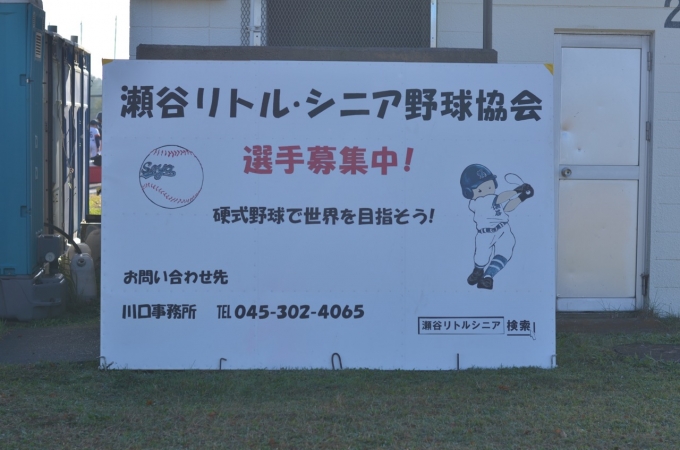 瀬谷リトル・シニア野球協会
選手募集中!
Seya
硬式野球で世界を目指そう!
お問い合わせ先
川口事務所 TEL 045-302-4065
瀬谷リトルシニア 検索